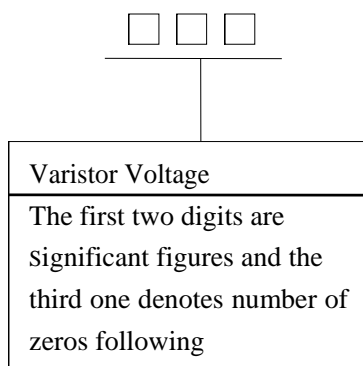 Varistor Voltage
The first two digits are
Significant figures and the
third one denotes number of
zeros following